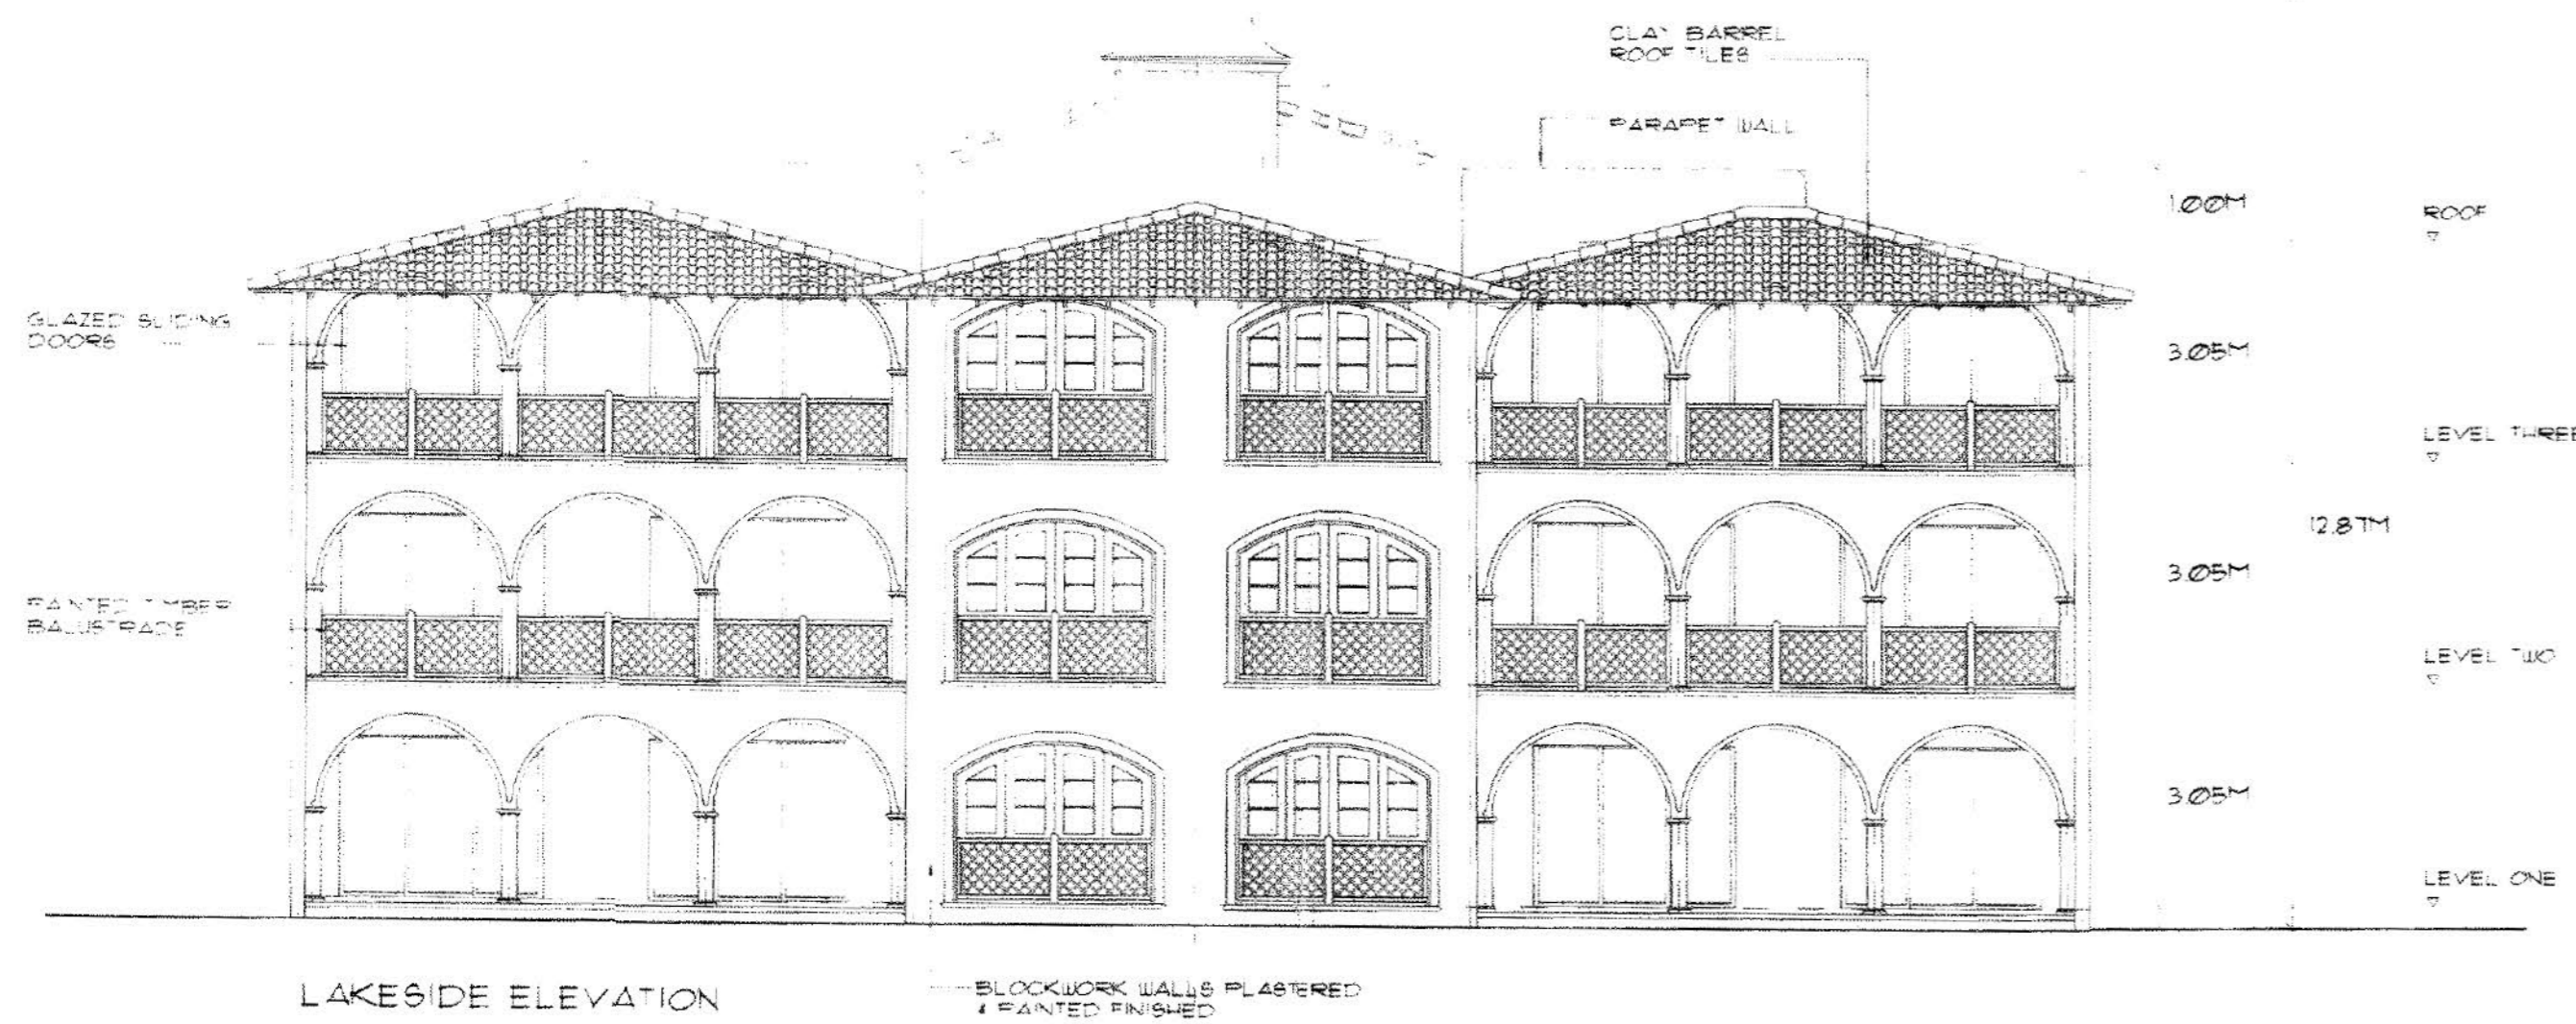 CLAY BARREL
ROOF TILES
PARAPET WALL
1.00M
ROOF
GLAZED SLIDING
DOORS
3.05M
LEVEL THREE
12.87M
3.05M
PAINTED TIMBER
BALUSTRADE
LEVEL TWO
3.05M
LEVEL ONE
LAKESIDE ELEVATION
BLOCKWORK WALLS PLASTERED
& PAINTED FINISHED